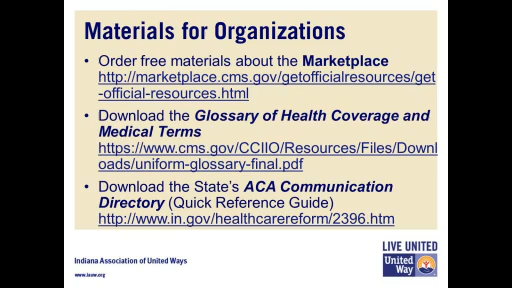 Materials for Organizations
• Order free materials about the Marketplace
http://marketplace.cms.gov/getofficialresources/get
-official-resources.html
• Download the Glossary of Health Coverage and
Medical Terms
https://www.cms.gov/CCIIO/Resources/Files/Downl
oads/uniform-glossary-final.pdf
• Download the State's ACA Communication
Directory (Quick Reference Guide)
http://www.in.gov/healthcarereform/2396.htm
LIVE UNITED
United
Way
Indiana Association of United Ways
www.iauw.org